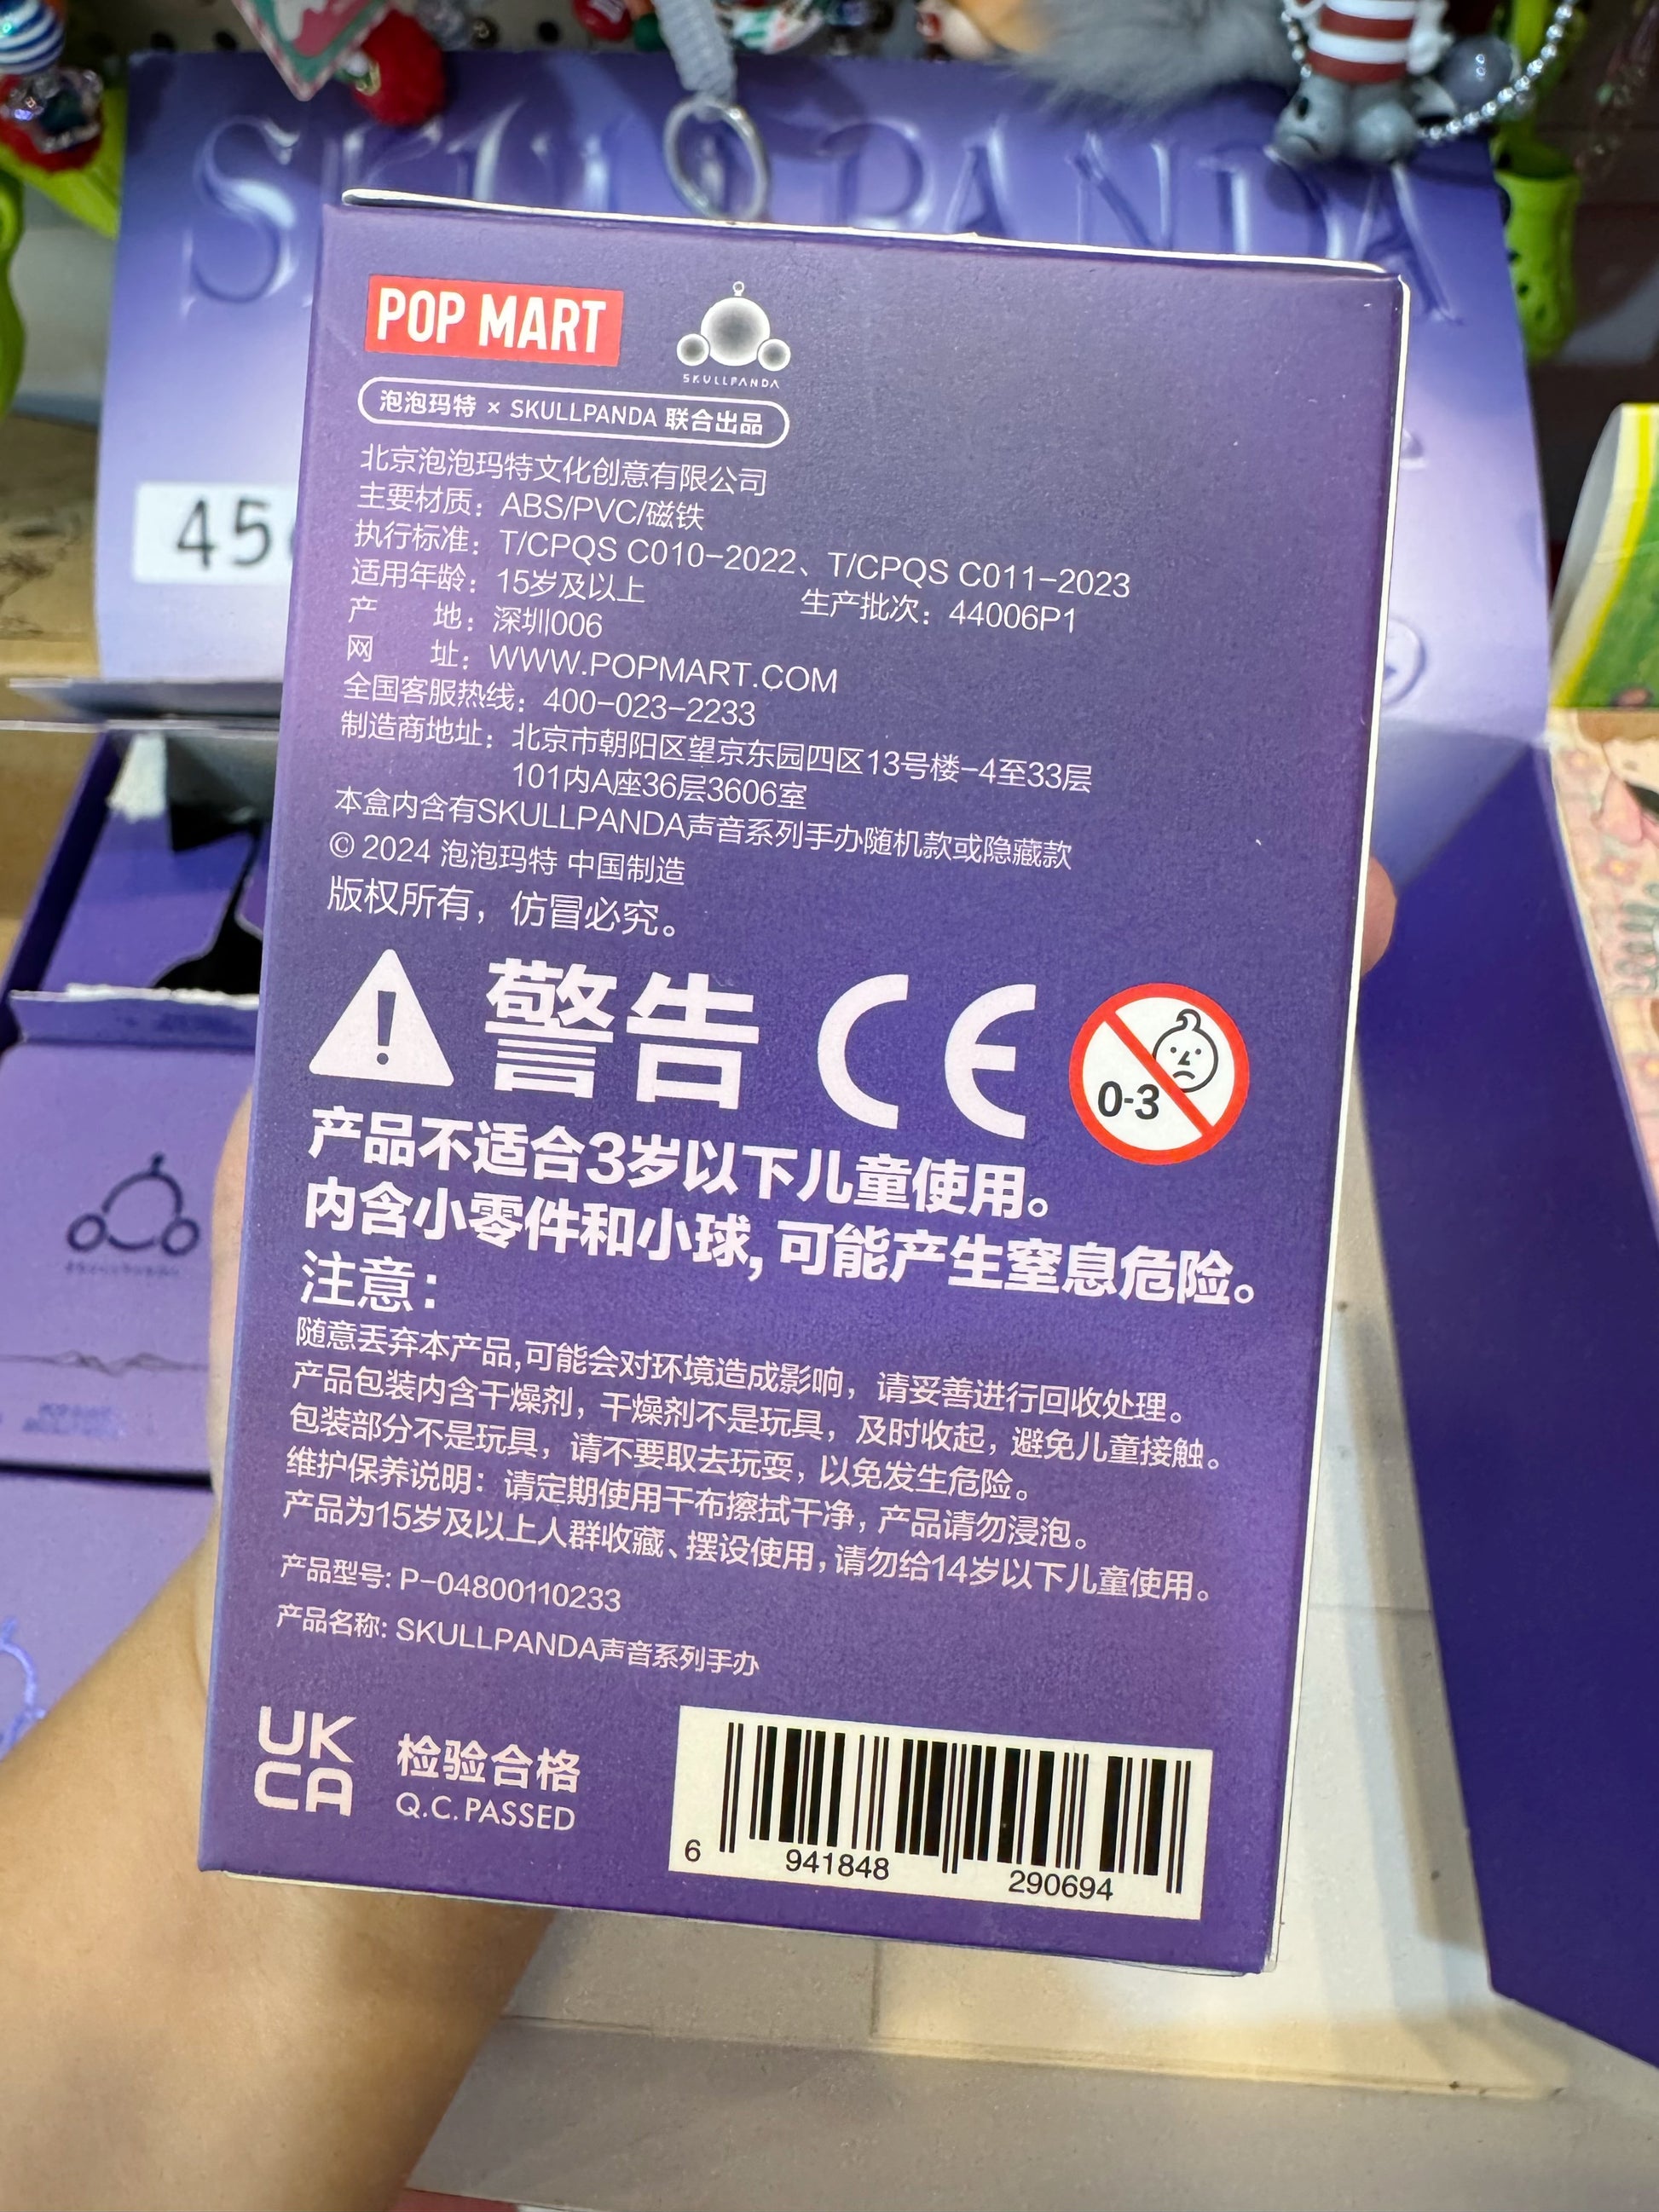 SKULLPANDA
45
POP MART
SKULLPANDA
泡泡玛特 × SKULLPANDA 联合出品
北京泡泡玛特文化创意有限公司
主要材质：ABS/PVC/磁铁
执行标准：T/CPQS C010-2022、T/CPQS C011-2023
适用年龄：15岁及以上 生产批次：44006P1
产 地：深圳006
网 址：WWW.POPMART.COM
全国客服热线：400-023-2233
制造商地址：北京市朝阳区望京东园四区13号楼-4至33层
101内A座36层3606室
本盒内含有SKULLPANDA声音系列手办随机款或隐藏款
© 2024 泡泡玛特 中国制造
版权所有，仿冒必究。
警告 CE 0-3
产品不适合3岁以下儿童使用。
内含小零件和小球,可能产生窒息危险。
注意：
随意丢弃本产品,可能会对环境造成影响，请妥善进行回收处理。
产品包装内含干燥剂，干燥剂不是玩具，及时收起，避免儿童接触。
包装部分不是玩具，请不要取去玩耍，以免发生危险。
维护保养说明：请定期使用干布擦拭干净，产品请勿浸泡。
产品为15岁及以上人群收藏、摆设使用，请勿给14岁以下儿童使用。
产品型号: P-04800110233
产品名称: SKULLPANDA声音系列手办
UK
CA
检验合格
Q.C.PASSED
6 941848 290694